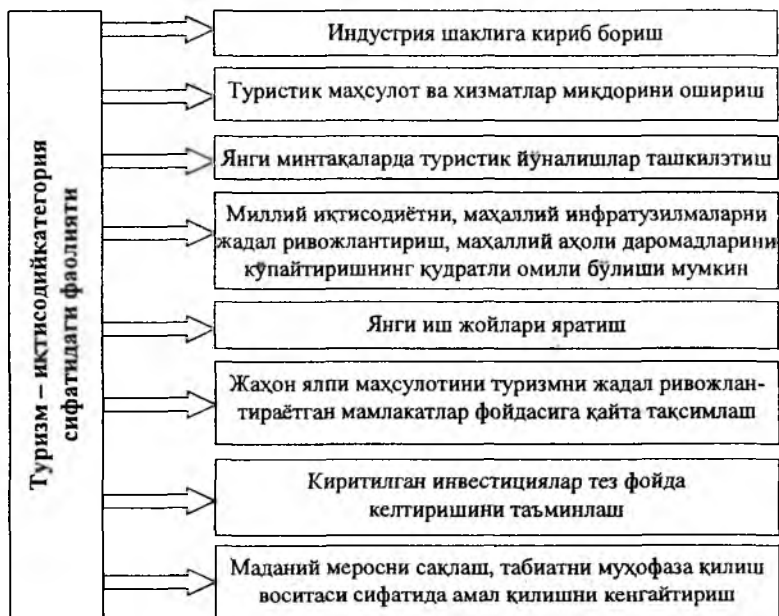 Туризм – иқтисодийкатегория
сифатидаги фаолияти
Индустрия шаклига кириб бориш
Туристик маҳсулот ва хизматлар миқдорини ошириш
Янги минтақаларда туристик йўналишлар ташкилэтиш
Миллий иқтисодиётни, маҳаллий инфратузилмаларни
жадал ривожлантириш, маҳаллий аҳоли даромадларини
кўпайтиришнинг қудратли омили бўлиши мумкин
Янги иш жойлари яратиш
Жаҳон ялпи маҳсулотини туризмни жадал ривожлан-
тираётган мамлакатлар фойдасига қайта тақсимлаш
Киритилган инвестициялар тез фойда
келтиришини таъминлаш
Маданий меросни сақлаш, табиатни муҳофаза қилиш
воситаси сифатида амал қилишни кенгайтириш